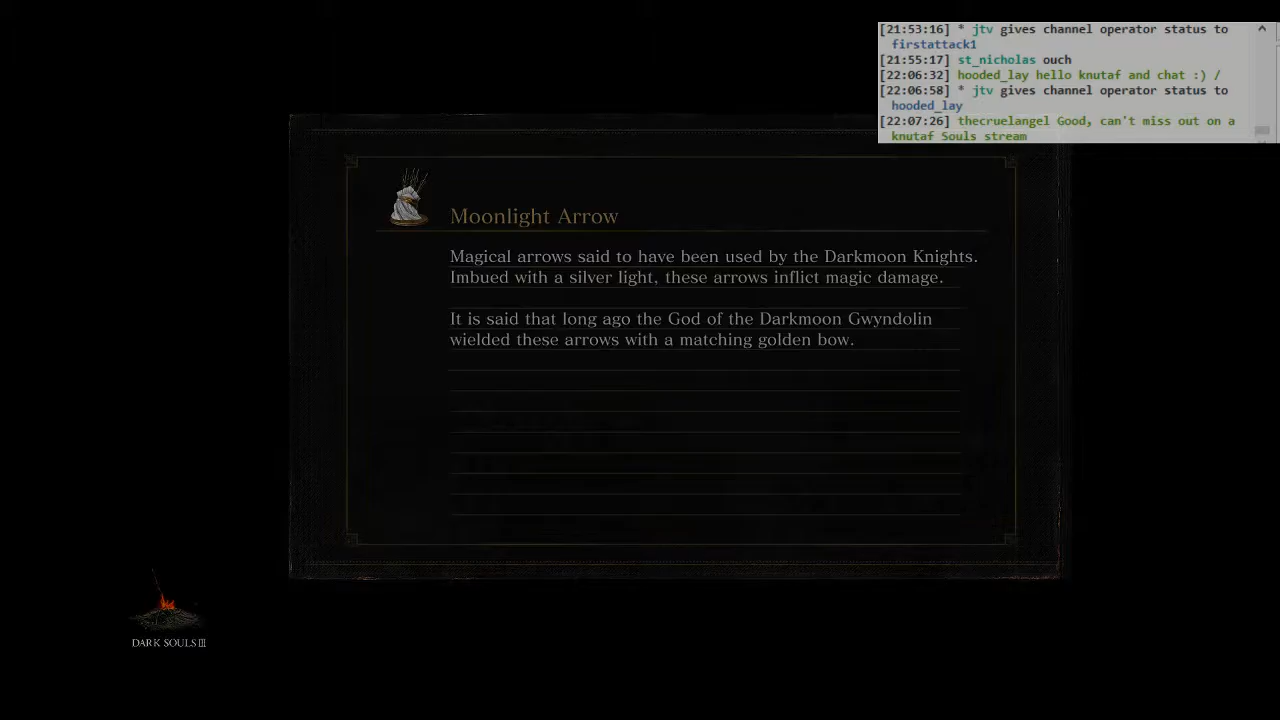 [21:53:16] * jtv gives channel operator status to
firstattack1
[21:55:17] st_nicholas ouch
[22:06:32] hooded_lay hello knutaf and chat :) /
[22:06:58] * jtv gives channel operator status to
hooded_lay
[22:07:26] thecruelangel Good, can't miss out on a
knutaf Souls stream
Moonlight Arrow
Magical arrows said to have been used by the Darkmoon Knights.
Imbued with a silver light, these arrows inflict magic damage.
It is said that long ago the God of the Darkmoon Gwyndolin
wielded these arrows with a matching golden bow.
DARK SOULS III